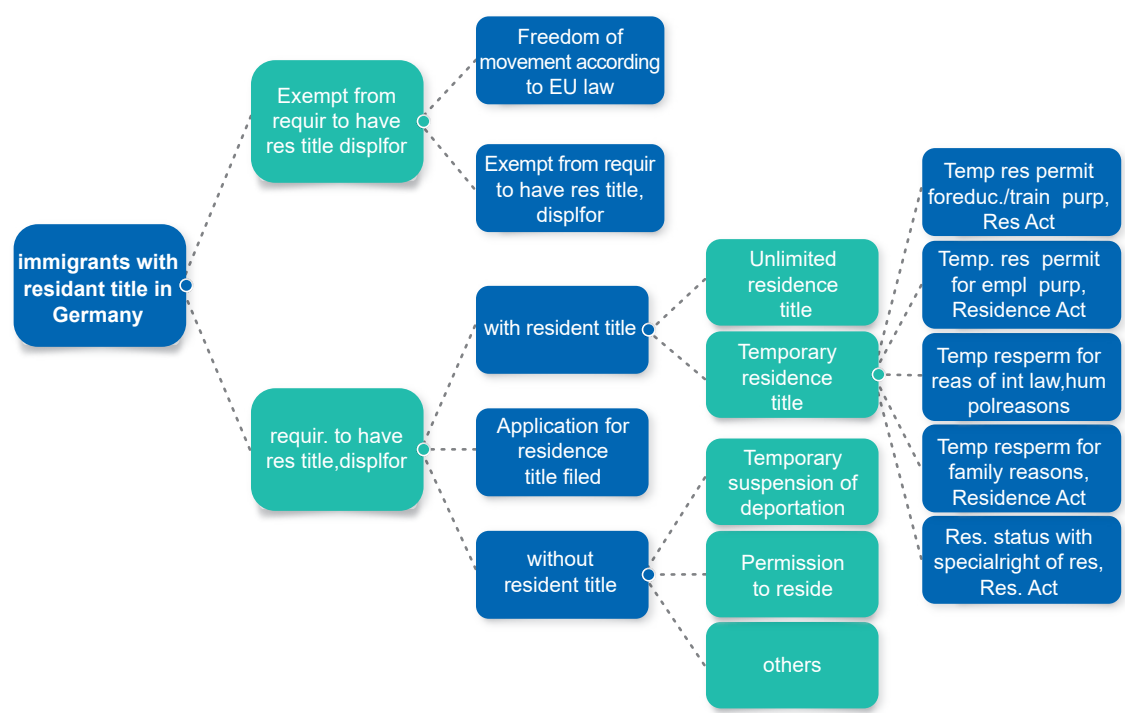 immigrants with
residant title in
Germany
Exempt from
requir to have
res title displfor
requir. to have
res title,displfor
Freedom of
movement according
to EU law
Exempt from requir
to have res title,
displfor
with resident title
Application for
residence
title filed
without
resident title
Unlimited
residence
title
Temporary
residence
title
Temporary
suspension of
deportation
Permission
to reside
others
Temp res permit
foreduc./train purp,
Res Act
Temp. res permit
for empl purp,
Residence Act
Temp resperm for
reas of int law,hum
polreasons
Temp resperm for
family reasons,
Residence Act
Res. status with
specialright of res,
Res. Act